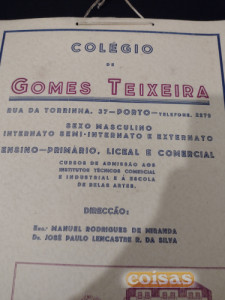 COLÉGIO
DE
GOMES TEIXEIRA
RUA DA TORRINHA, 37—PORTO—TELEFONE, 5275
SEXO MASCULINO
INTERNATO SEMI-INTERNATO E EXTERNATO
ENSINO—PRIMÁRIO, LICEAL E COMERCIAL
CURSOS DE ADMISSÃO AOS
INSTITUTOS TÉCNICOS COMERCIAL
E INDUSTRIAL E À ESCOLA
DE BELAS ARTES.
DIRECÇÃO:
MANUEL RODRIGUES DE MIRANDA
DR. JOSÉ PAULO LENCASTRE R. DA SILVA
coisas